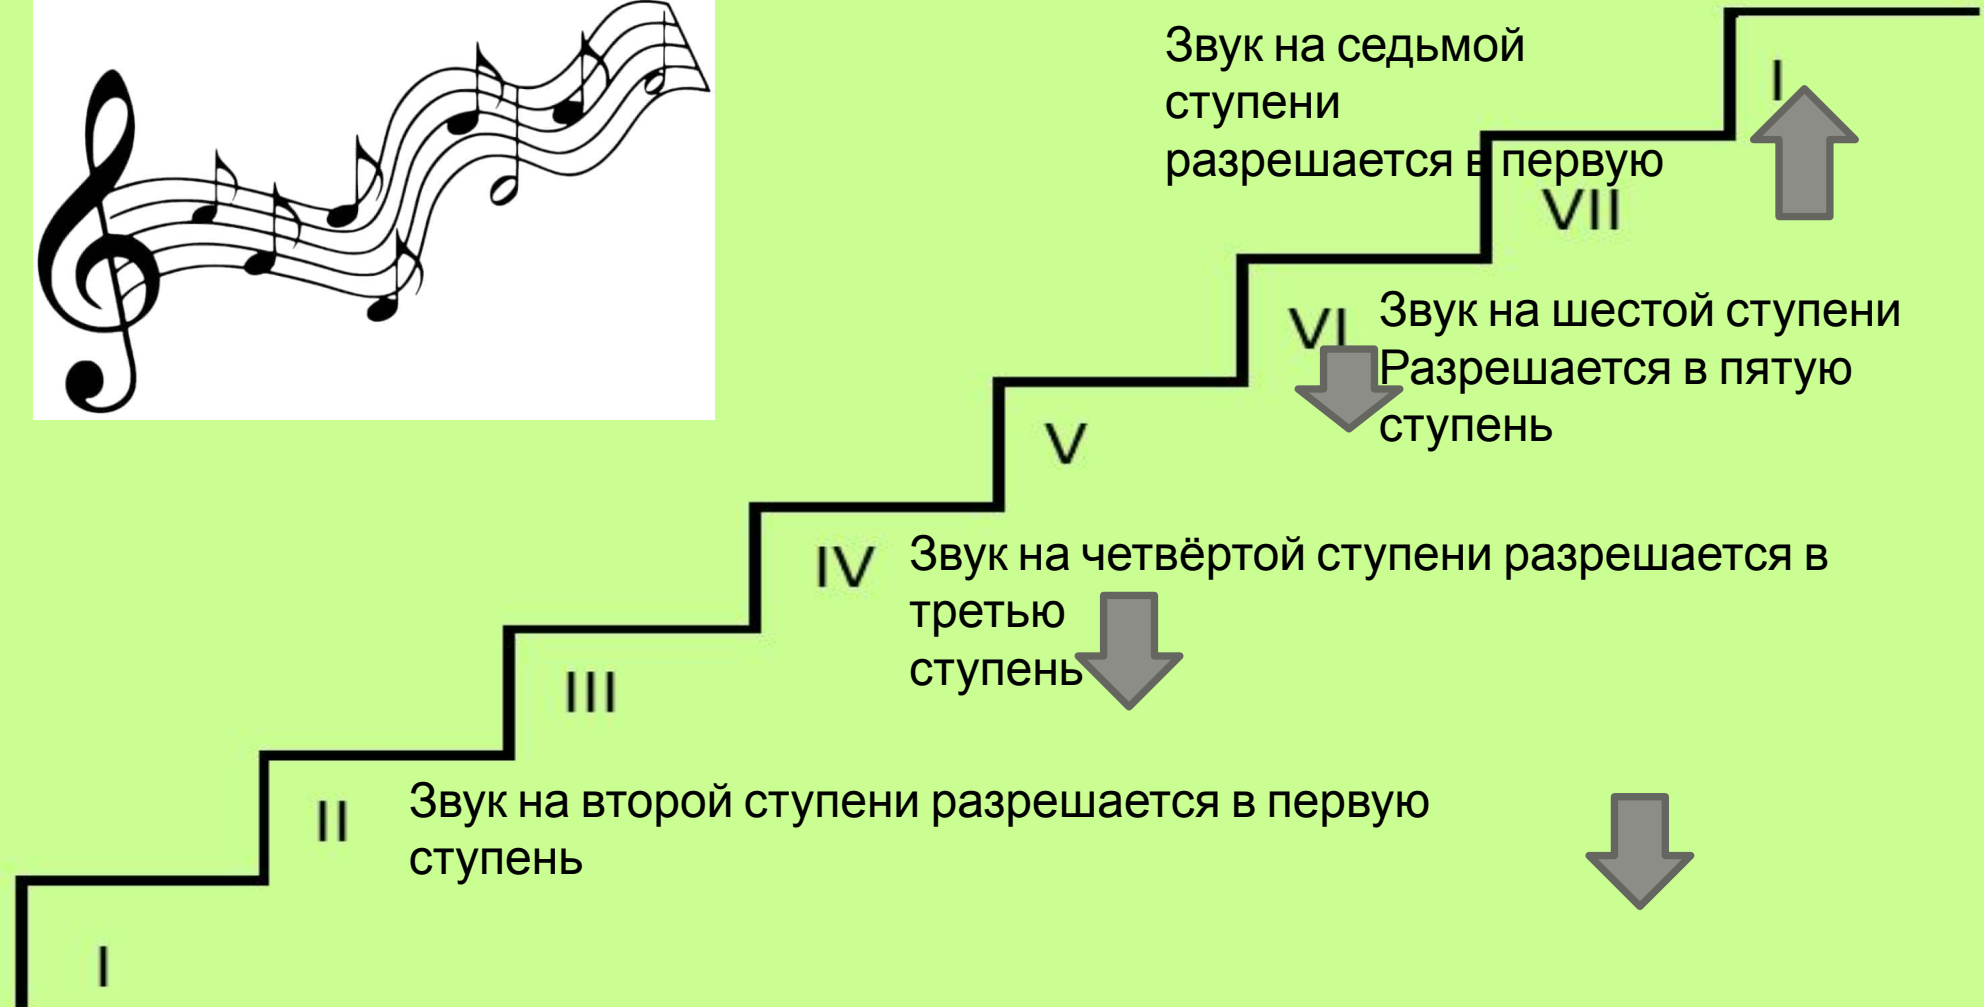 Звук на седьмой
ступени
разрешается в первую
I
VII
VI
Звук на шестой ступени
Разрешается в пятую
ступень
V
IV
Звук на четвёртой ступени разрешается в
третью
ступень
III
II
Звук на второй ступени разрешается в первую
ступень
I